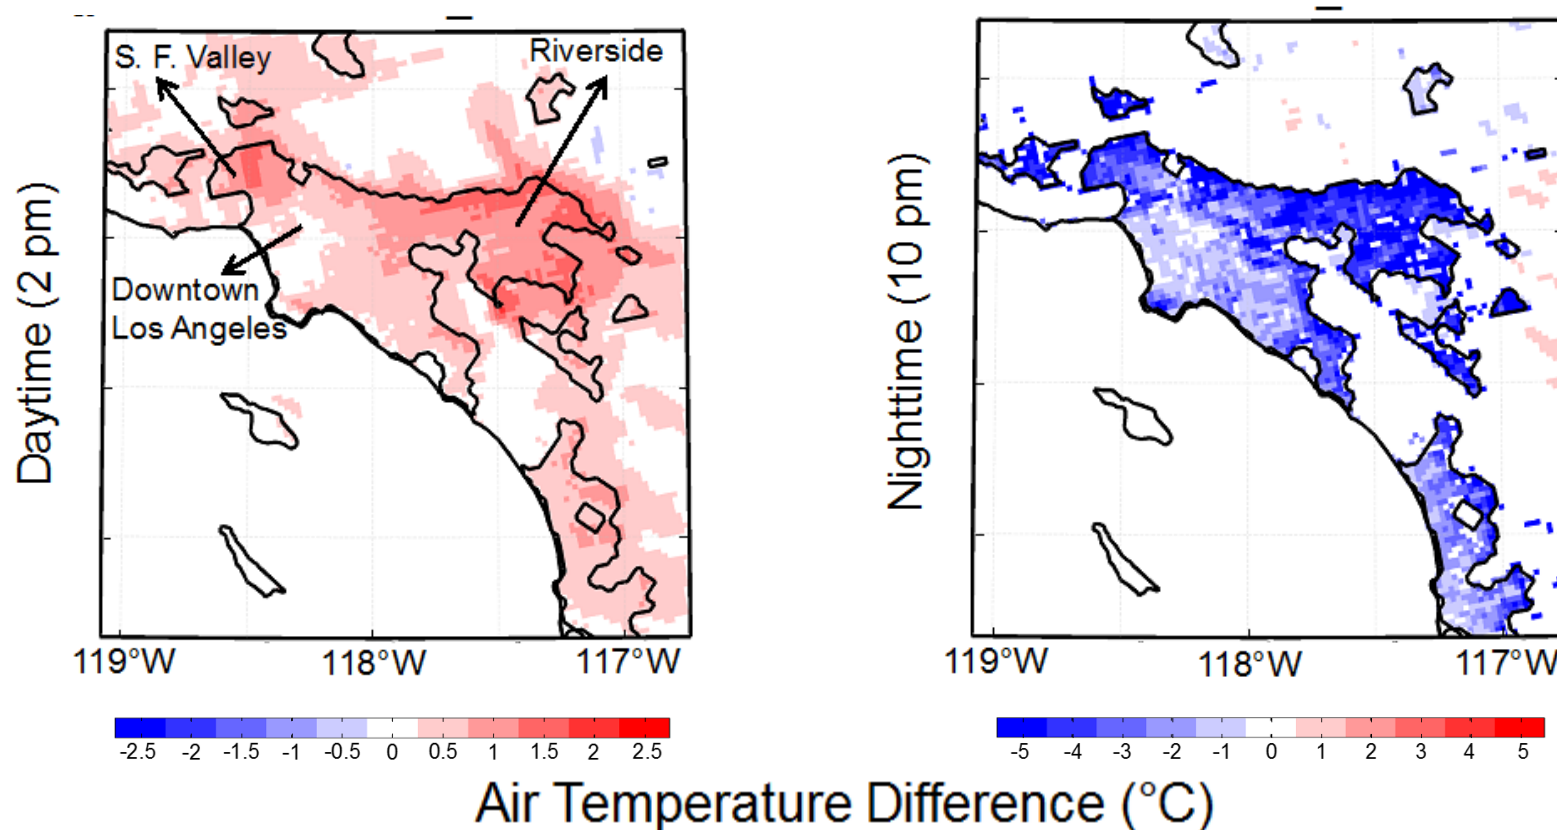 S. F. Valley
Riverside
Downtown
Los Angeles
Daytime (2 pm)
119°W 118°W 117°W
-2.5 -2 -1.5 -1 -0.5 0 0.5 1 1.5 2 2.5
Nighttime (10 pm)
119°W 118°W 117°W
-5 -4 -3 -2 -1 0 1 2 3 4 5
Air Temperature Difference (°C)